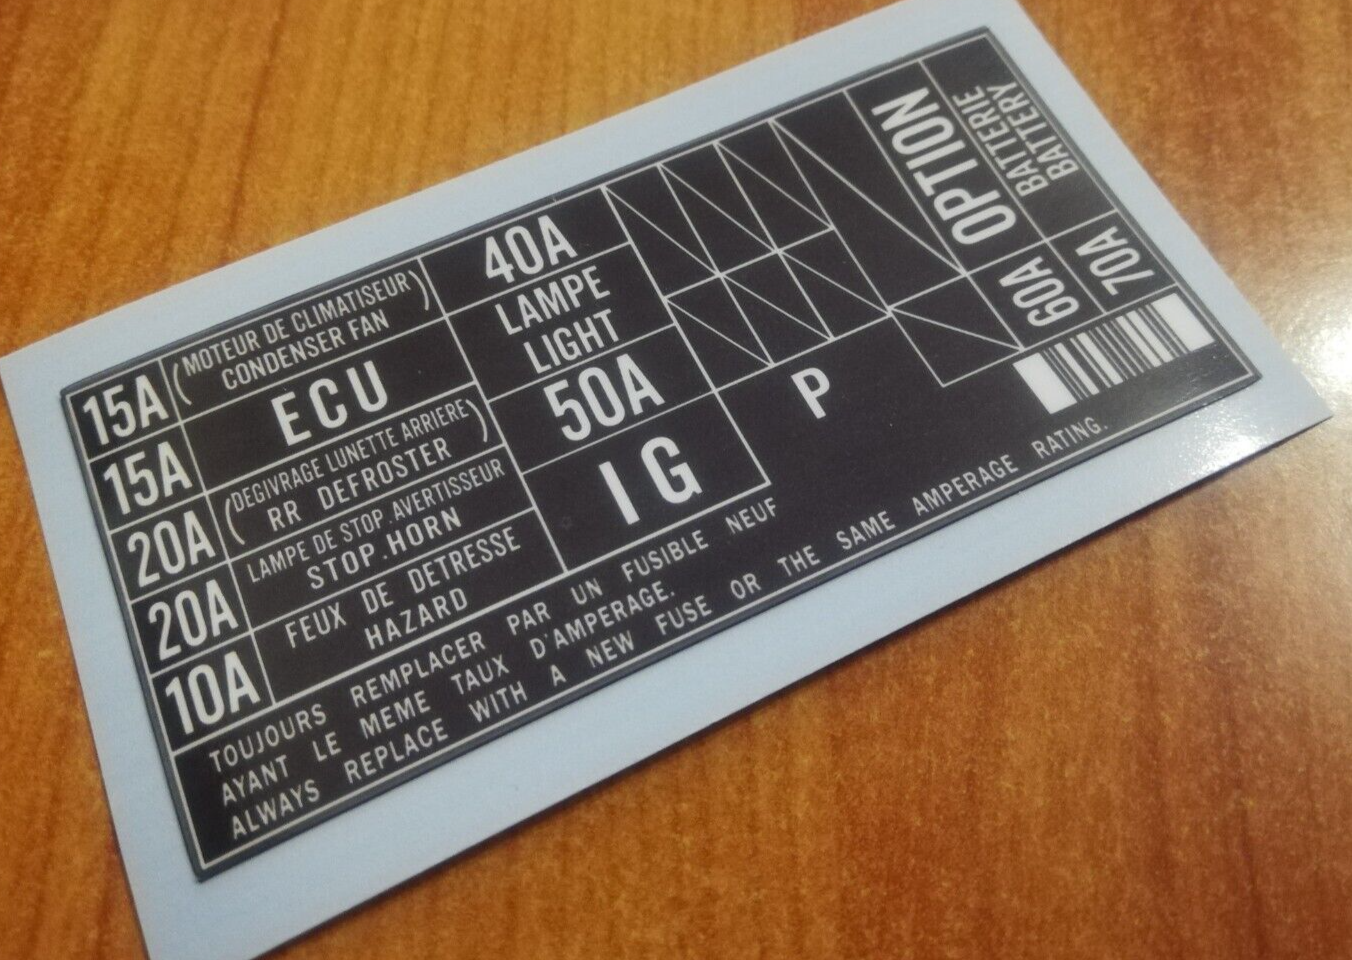 15A
(MOTEUR DE CLIMATISEUR)
CONDENSER FAN
15A
ECU
20A
(DEGIVRAGE LUNETTE ARRIERE)
RR DEFROSTER
20A
LAMPE DE STOP.AVERTISSEUR
STOP.HORN
10A
FEUX DE DETRESSE
HAZARD
40A
LAMPE
LIGHT
50A
IG
P
OPTION
60A
BATTERIE
BATTERY
70A
TOUJOURS REMPLACER PAR UN FUSIBLE NEUF
AYANT LE MEME TAUX D'AMPERAGE.
ALWAYS REPLACE WITH A NEW FUSE OR THE SAME AMPERAGE RATING.